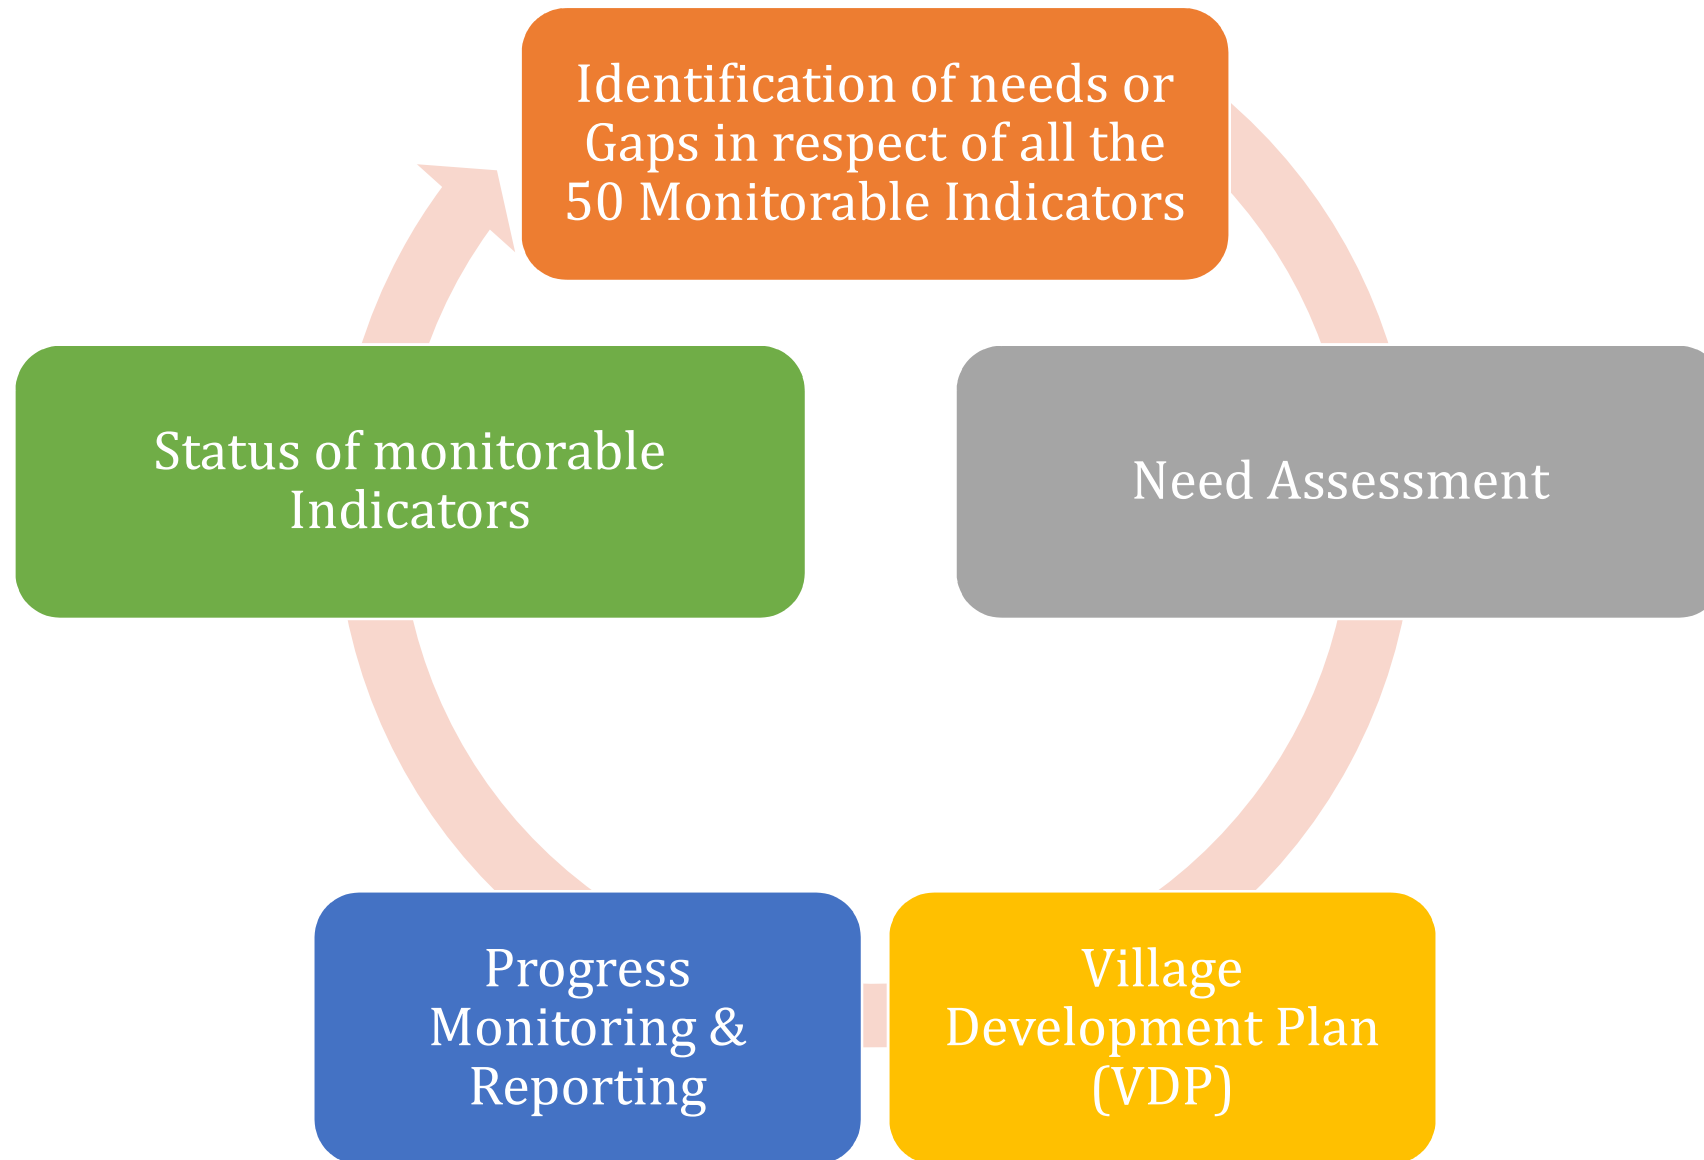 Identification of needs or
Gaps in respect of all the
50 Monitorable Indicators
Need Assessment
Village
Development Plan
(VDP)
Progress
Monitoring &
Reporting
Status of monitorable
Indicators